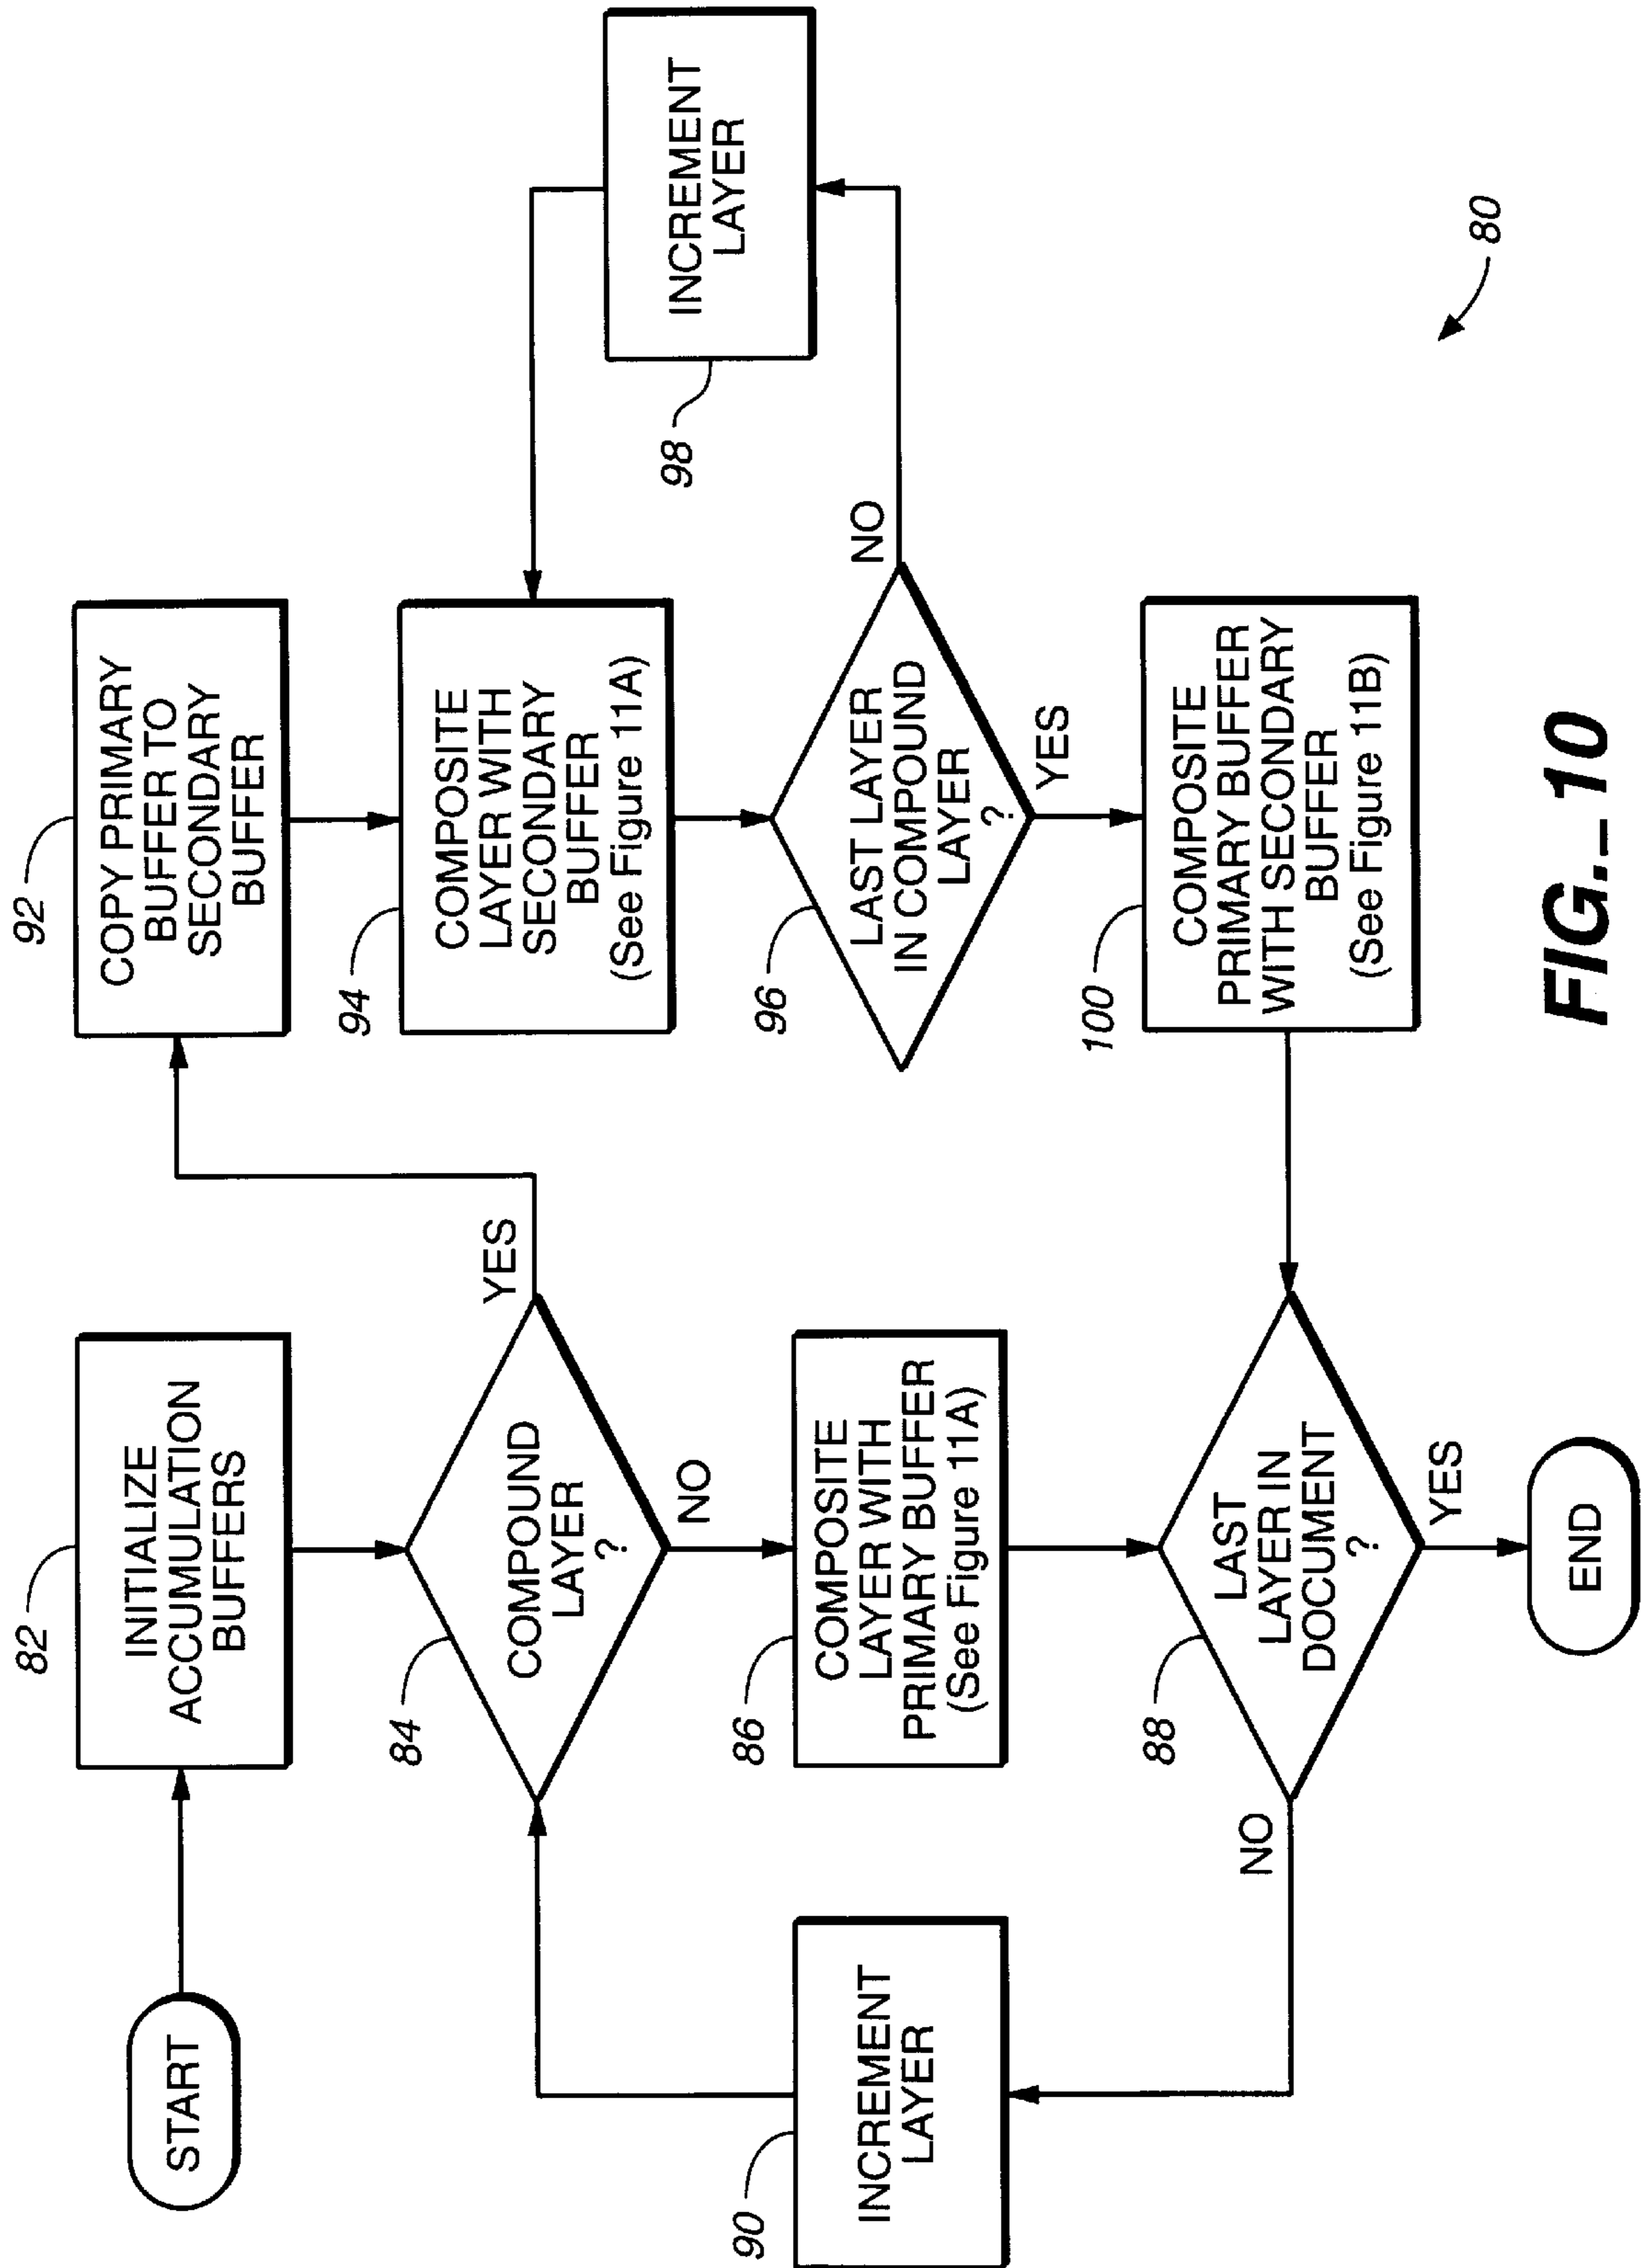 START
82
INITIALIZE
ACCUMULATION
BUFFERS
84
COMPOUND
LAYER
?
YES
NO
86
COMPOSITE
LAYER WITH
PRIMARY BUFFER
(See Figure 11A)
88
LAST
LAYER IN
DOCUMENT
?
NO
YES
90
INCREMENT
LAYER
END
92
COPY PRIMARY
BUFFER TO
SECONDARY
BUFFER
94
COMPOSITE
LAYER WITH
SECONDARY
BUFFER
(See Figure 11A)
96
LAST LAYER
IN COMPOUND
LAYER
?
NO
YES
98
INCREMENT
LAYER
100
COMPOSITE
PRIMARY BUFFER
WITH SECONDARY
BUFFER
(See Figure 11B)
80
FIG._10